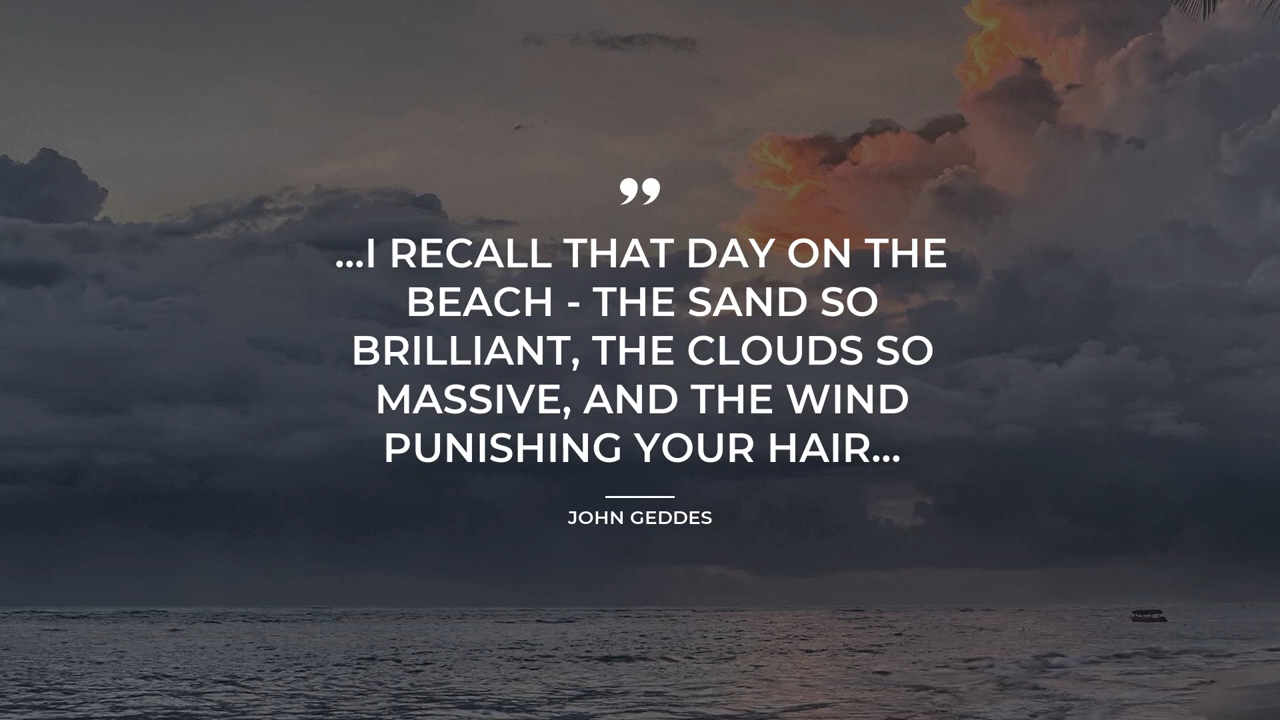 ”
...I RECALL THAT DAY ON THE
BEACH - THE SAND SO
BRILLIANT, THE CLOUDS SO
MASSIVE, AND THE WIND
PUNISHING YOUR HAIR...
JOHN GEDDES